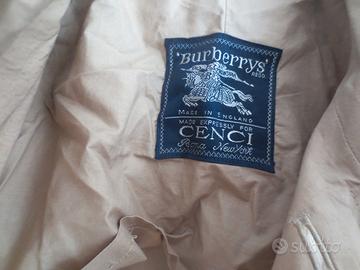 "Burberrys"
REGD.
MADE IN ENGLAND
MADE EXPRESSLY FOR
CENCI
Roma New York
subito